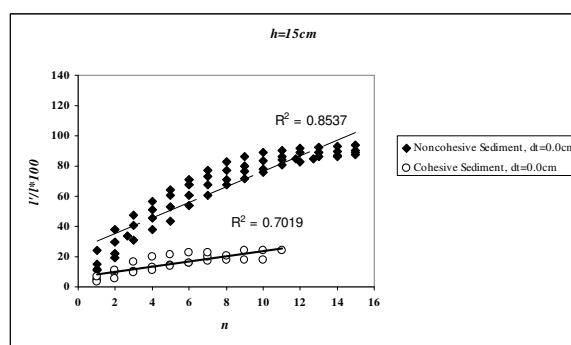 h=15cm
l'/l*100
140
120
100
80
60
40
20
0
R² = 0.8537
R² = 0.7019
0 2 4 6 8 10 12 14 16
n
Noncohesive Sediment, dt=0.0cm
Cohesive Sediment, dt=0.0cm